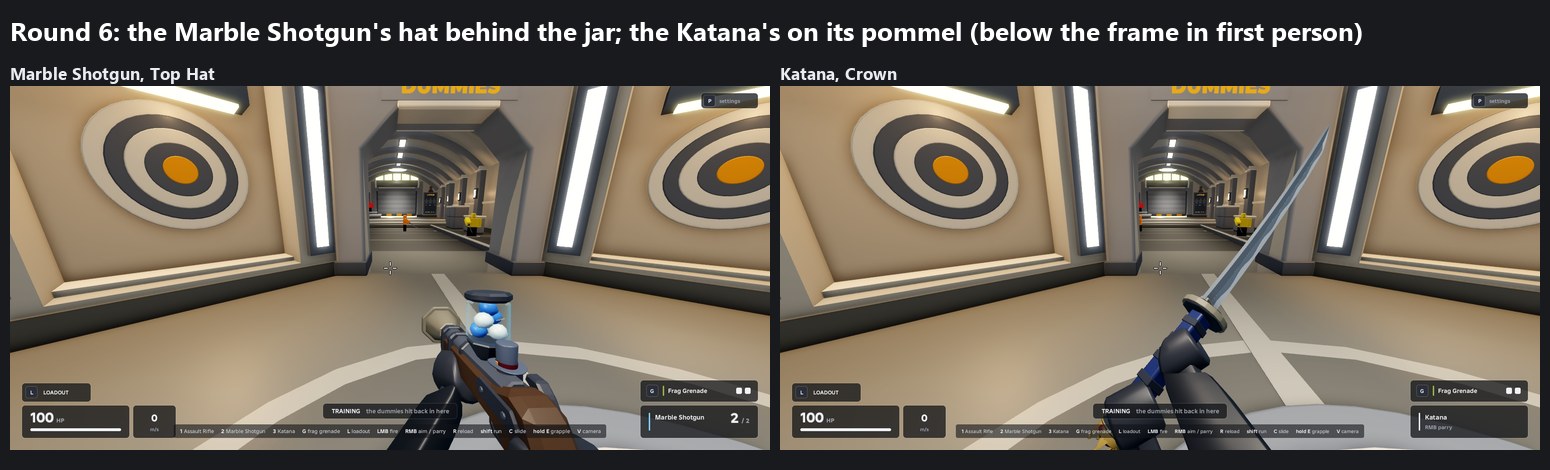 Round 6: the Marble Shotgun's hat behind the jar; the Katana's on its pommel (below the frame in first person)
Marble Shotgun, Top Hat
DUMMIES
P settings
L LOADOUT
G Frag Grenade
100 HP
0 m/s
TRAINING the dummies hit back in here
Marble Shotgun 2 / 2
1 Assault Rifle 2 Marble Shotgun 3 Katana G frag grenade L loadout LMB fire RMB aim / parry R reload shift run C slide hold E grapple V camera
Katana, Crown
DUMMIES
P settings
L LOADOUT
G Frag Grenade
100 HP
0 m/s
TRAINING the dummies hit back in here
Katana
RMB parry
1 Assault Rifle 2 Marble Shotgun 3 Katana G frag grenade L loadout LMB fire RMB aim / parry R reload shift run C slide hold E grapple V camera